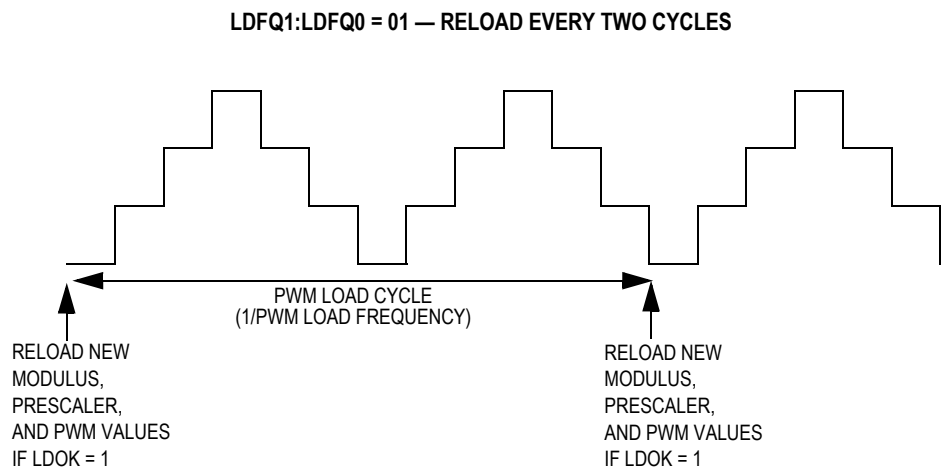 LDFQ1:LDFQ0 = 01 — RELOAD EVERY TWO CYCLES
PWM LOAD CYCLE
(1/PWM LOAD FREQUENCY)
RELOAD NEW
MODULUS,
PRESCALER,
AND PWM VALUES
IF LDOK = 1
RELOAD NEW
MODULUS,
PRESCALER,
AND PWM VALUES
IF LDOK = 1